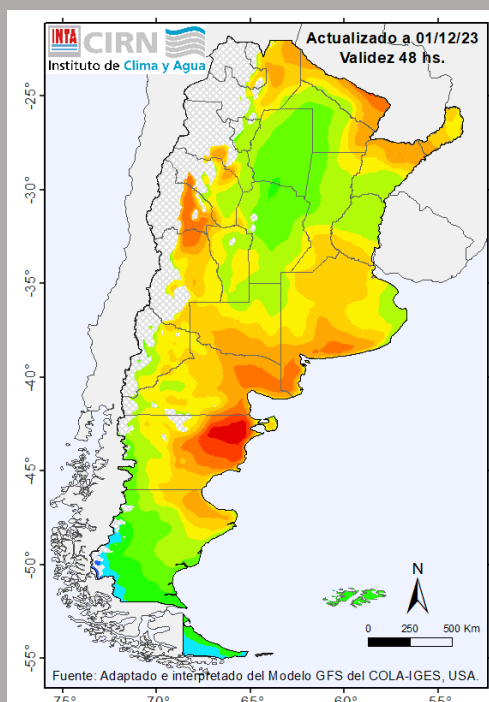 INTA CIRN
Instituto de Clima y Agua
Actualizado a 01/12/23
Validez 48 hs.
-25°
-30°
-35°
-40°
-45°
-50°
-55°
N
0 250 500 Km
Fuente: Adaptado e interpretado del Modelo GFS del COLA-IGES, USA.
-75° -70° -65° -60° -55°